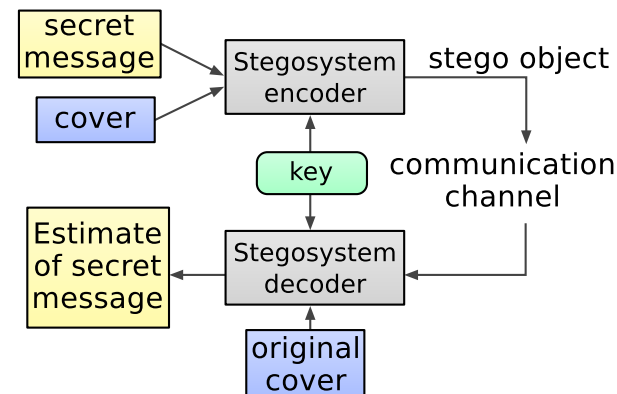 secret
message
cover
Stegosystem
encoder
stego object
key
communication
channel
Estimate
of secret
message
Stegosystem
decoder
original
cover